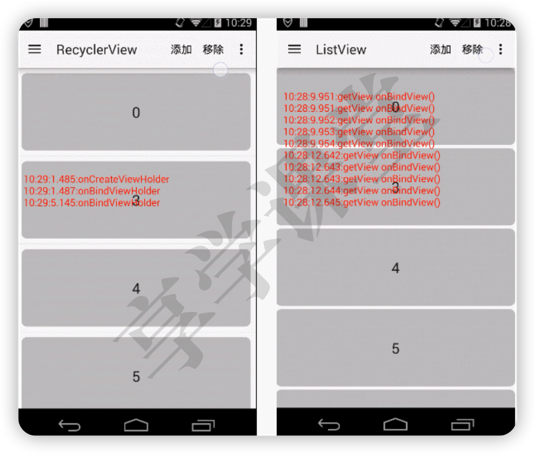 10:29
RecyclerView 添加 移除
0
10:29:1.485:onCreateViewHolder
10:29:1.487:onBindViewHolder
10:29:5.145:onBindViewHolder
3
4
5
10:28
ListView 添加 移除
10:28:9.951:getView onBindView()
10:28:9.951:getView onBindView()
0
10:28:9.952:getView onBindView()
10:28:9.953:getView onBindView()
10:28:9.954:getView onBindView()
10:28:12.642:getView onBindView()
10:28:12.643:getView onBindView()
10:28:12.643:getView onBindView()
3
10:28:12.644:getView onBindView()
10:28:12.645:getView onBindView()
4
5
享学课堂